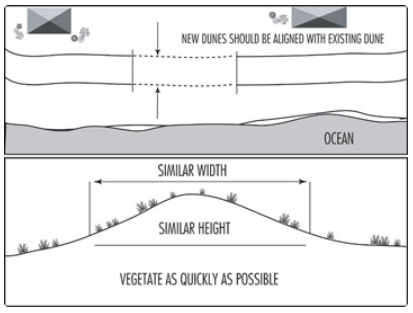 NEW DUNES SHOULD BE ALIGNED WITH EXISTING DUNE
OCEAN
SIMILAR WIDTH
SIMILAR HEIGHT
VEGETATE AS QUICKLY AS POSSIBLE